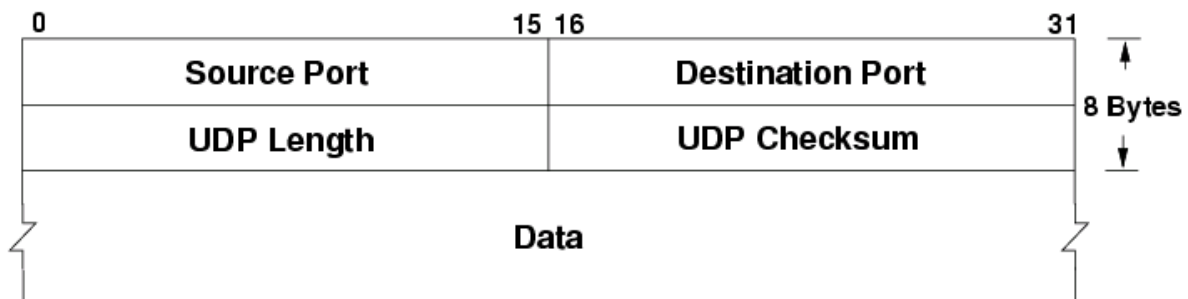 0 15 16 31
Source Port Destination Port
8 Bytes
UDP Length UDP Checksum
Data